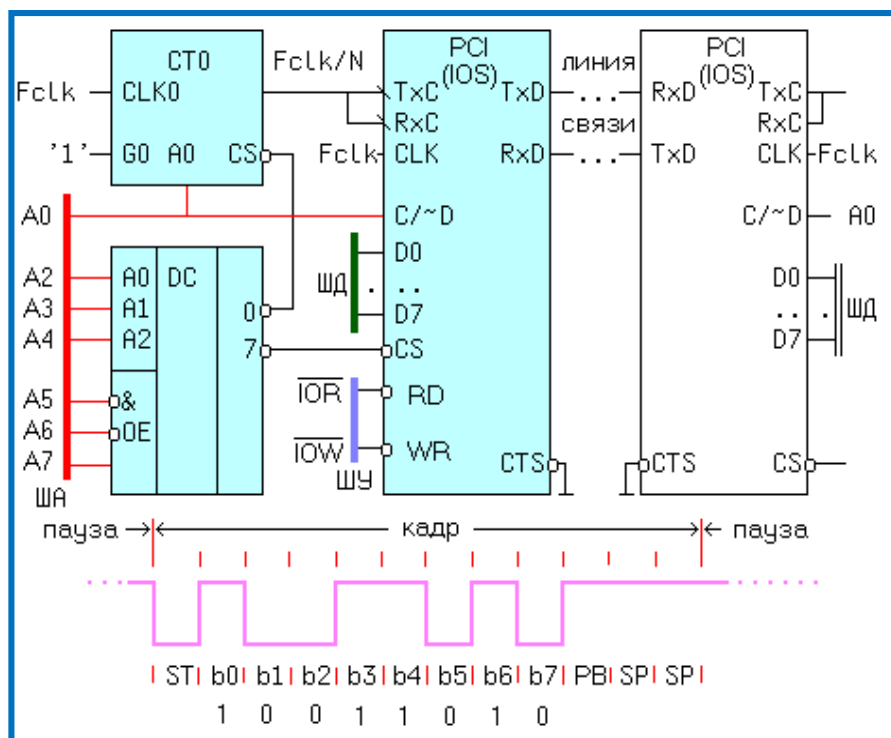 CT0 Fclk/N PCI (IOS) линия PCI (IOS)
Fclk CLK0 TxC TxD ... RxD TxC
RxC связи RxC
'1' G0 A0 CS Fclk CLK RxD ... TxD CLK Fclk
A0 C/~D C/~D A0
A2 A0 DC ШД D0 D0 ШД
A3 A1 0 . .. .. .
A4 A2 D7 D7
7 CS
A5 & IOR RD
A6 OE
A7 IOW WR CTS CTS CS
ША ШУ
пауза кадр пауза
ST b0 b1 b2 b3 b4 b5 b6 b7 PB SP SP
1 0 0 1 1 0 1 0